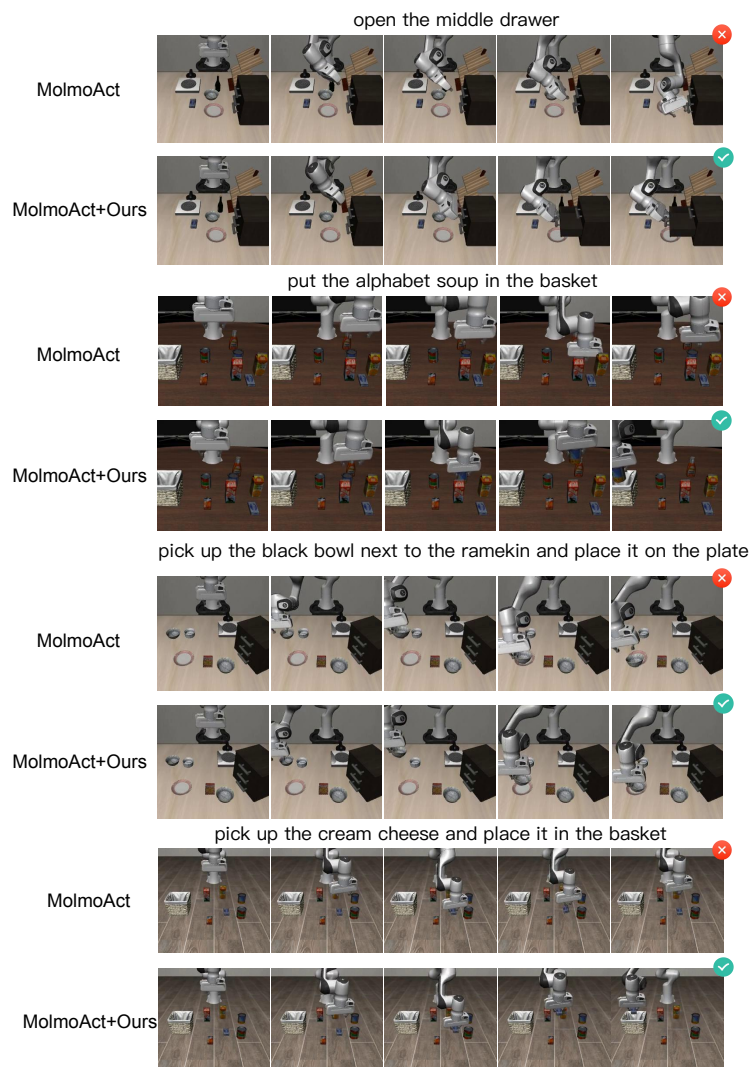 open the middle drawer
MolmoAct
MolmoAct+Ours
put the alphabet soup in the basket
MolmoAct
MolmoAct+Ours
pick up the black bowl next to the ramekin and place it on the plate
MolmoAct
MolmoAct+Ours
pick up the cream cheese and place it in the basket
MolmoAct
MolmoAct+Ours